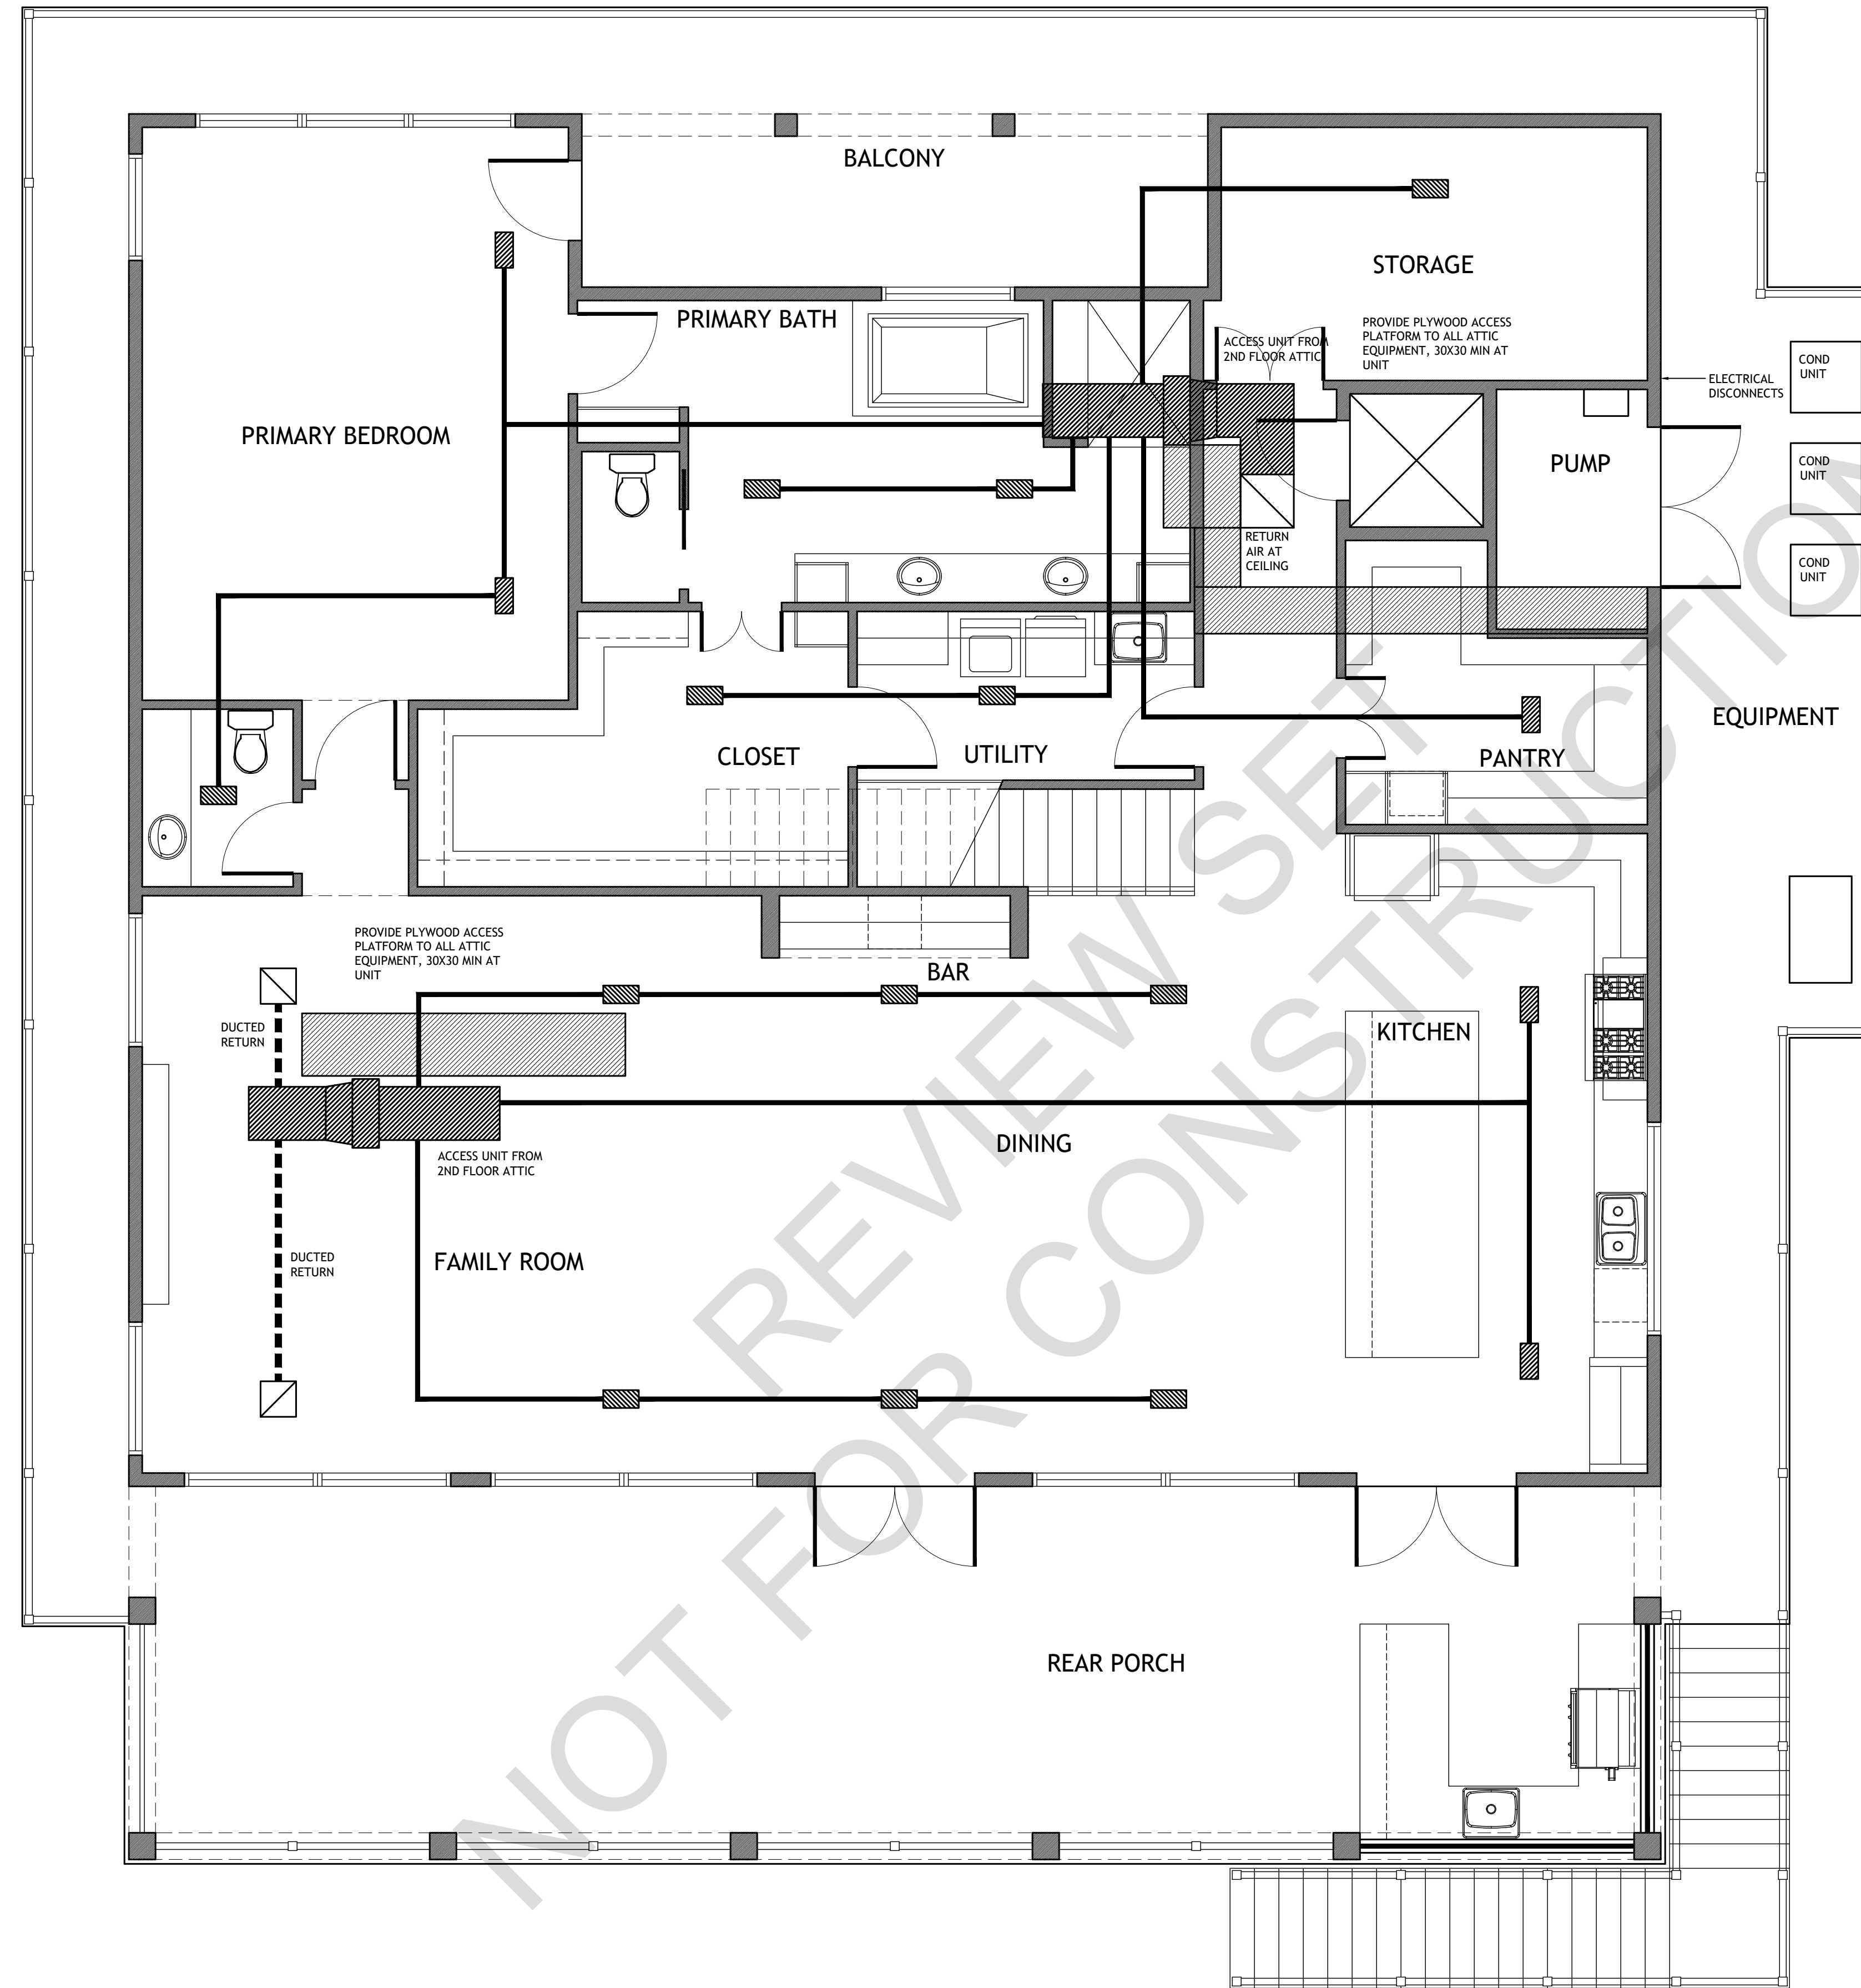 BALCONY
STORAGE
PRIMARY BATH
ACCESS UNIT FROM
2ND FLOOR ATTIC
PROVIDE PLYWOOD ACCESS
PLATFORM TO ALL ATTIC
EQUIPMENT, 30X30 MIN AT
UNIT
COND
UNIT
ELECTRICAL
DISCONNECTS
PRIMARY BEDROOM
PUMP
COND
UNIT
RETURN
AIR AT
CEILING
COND
UNIT
EQUIPMENT
CLOSET
UTILITY
PANTRY
PROVIDE PLYWOOD ACCESS
PLATFORM TO ALL ATTIC
EQUIPMENT, 30X30 MIN AT
UNIT
BAR
DUCTED
RETURN
KITCHEN
DINING
ACCESS UNIT FROM
2ND FLOOR ATTIC
DUCTED
RETURN
FAMILY ROOM
REAR PORCH
REVIEW SET
NOT FOR CONSTRUCTION